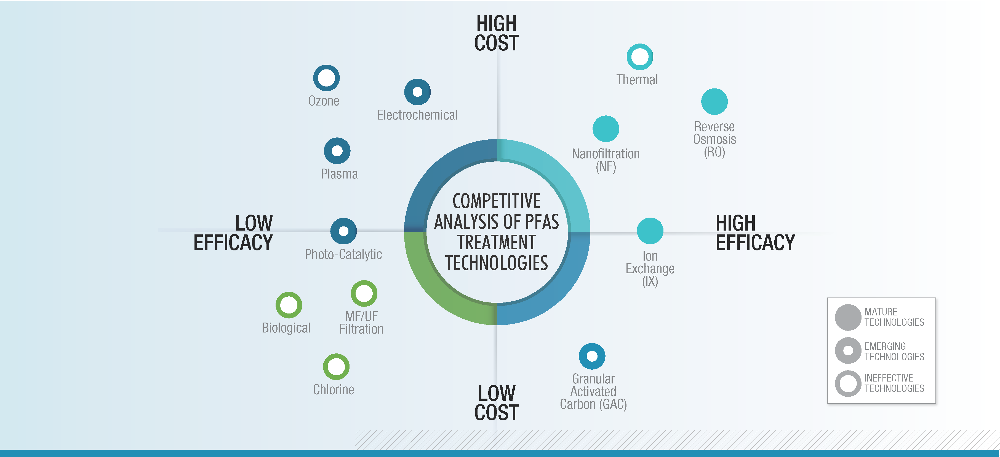 HIGH
COST
Thermal
Ozone
Electrochemical
Reverse
Osmosis
(RO)
Nanofiltration
(NF)
Plasma
COMPETITIVE
ANALYSIS OF PFAS
TREATMENT
TECHNOLOGIES
LOW
EFFICACY
HIGH
EFFICACY
Photo-Catalytic
Ion
Exchange
(IX)
Biological
MF/UF
Filtration
Chlorine
Granular
Activated
Carbon (GAC)
LOW
COST
MATURE
TECHNOLOGIES
EMERGING
TECHNOLOGIES
INEFFECTIVE
TECHNOLOGIES